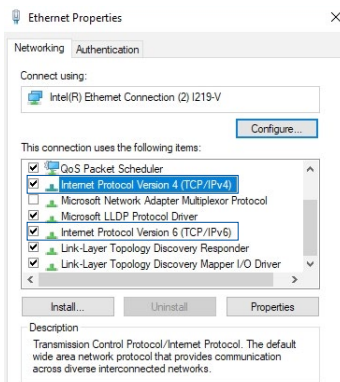 Ethernet Properties
Networking Authentication
Connect using:
Intel(R) Ethernet Connection (2) I219-V
Configure...
This connection uses the following items:
QoS Packet Scheduler
Internet Protocol Version 4 (TCP/IPv4)
Microsoft Network Adapter Multiplexor Protocol
Microsoft LLDP Protocol Driver
Internet Protocol Version 6 (TCP/IPv6)
Link-Layer Topology Discovery Responder
Link-Layer Topology Discovery Mapper I/O Driver
Install... Uninstall Properties
Description
Transmission Control Protocol/Internet Protocol. The default
wide area network protocol that provides communication
across diverse interconnected networks.